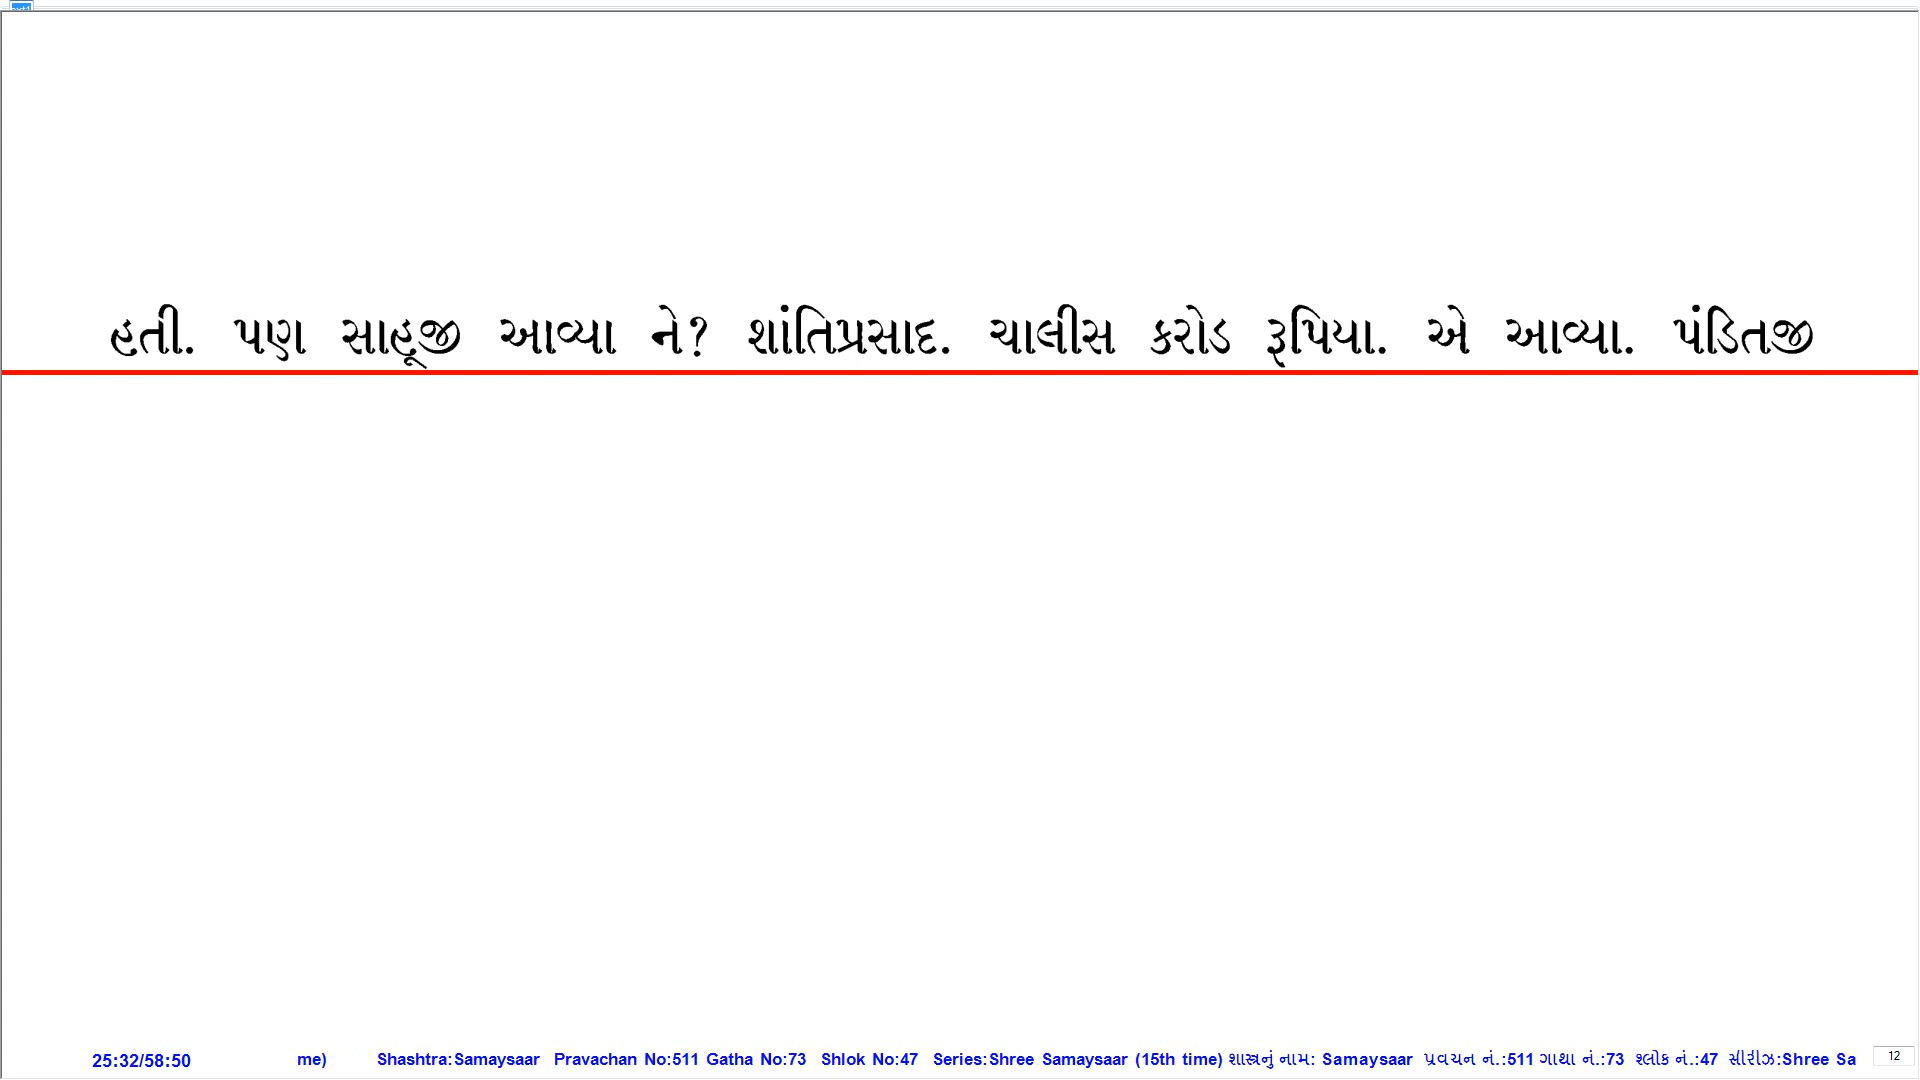 હતી. પણ સાહૂજી આવ્યા ને? શાંતિપ્રસાદ. ચાલીસ કરોડ રૂપિયા. એ આવ્યા. પંડિતજી
25:32/58:50 me) Shashtra:Samaysaar Pravachan No:511 Gatha No:73 Shlok No:47 Series:Shree Samaysaar (15th time) શાસ્ત્રનું નામ: Samaysaar પ્રવચન નં.:511 ગાથા નં.:73 શ્લોક નં.:47 સીરીઝ:Shree Sa 12